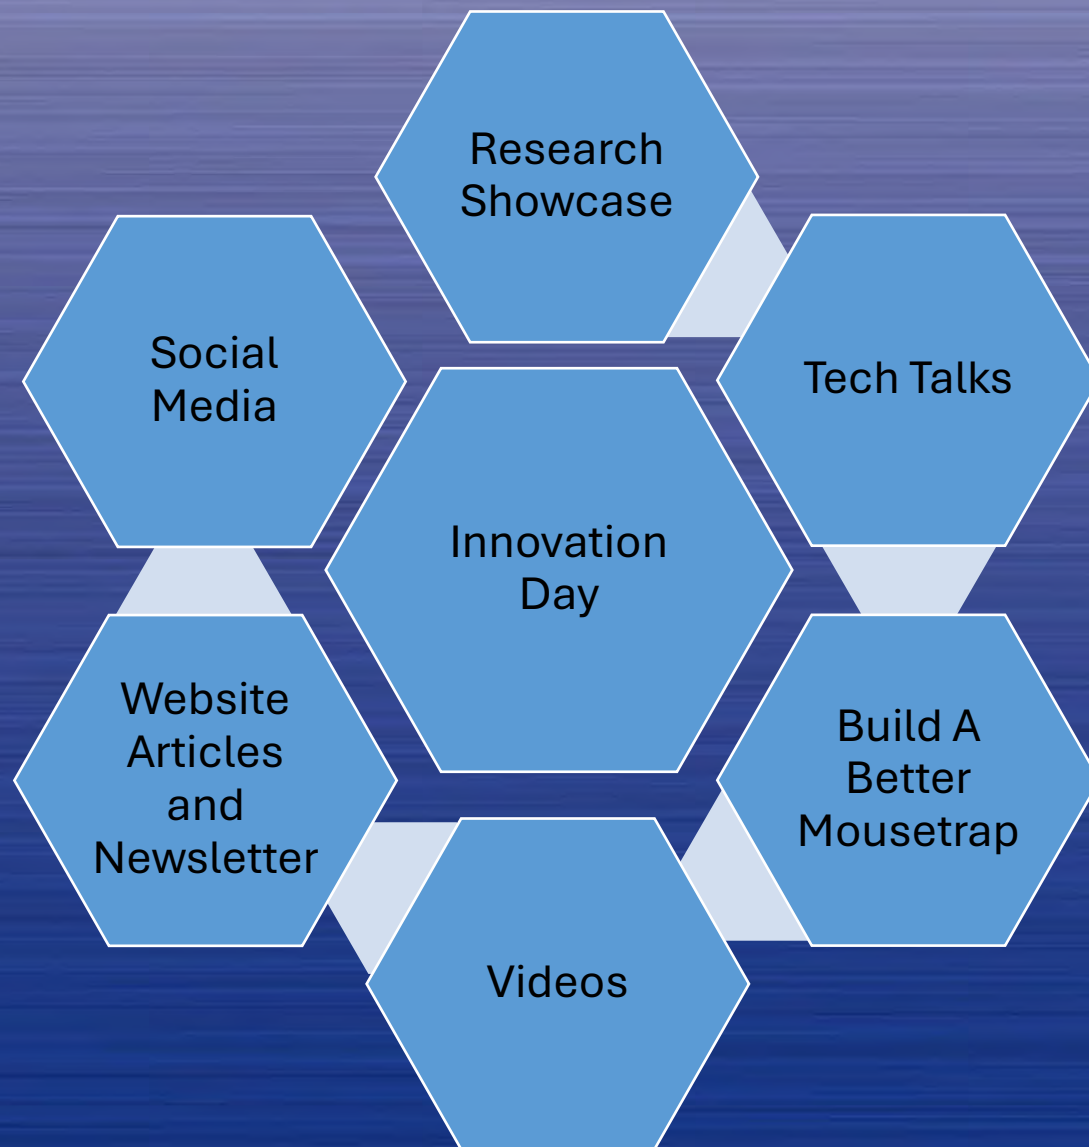 Research
Showcase
Social
Media
Tech Talks
Innovation
Day
Website
Articles
and
Newsletter
Build A
Better
Mousetrap
Videos